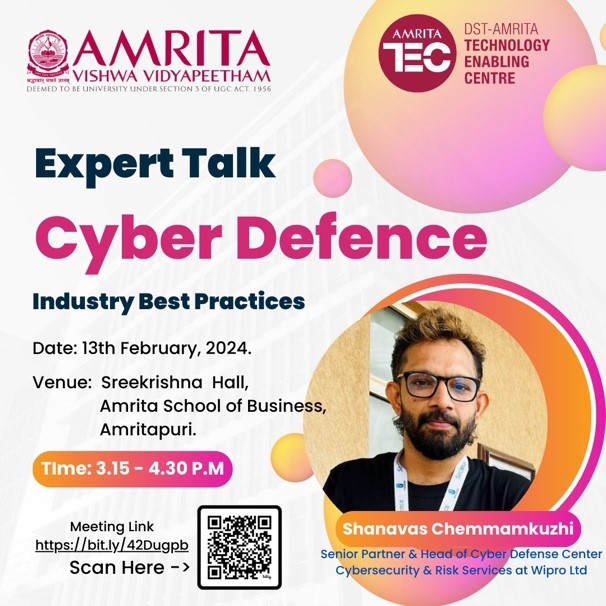 AMRITA
VISHWA VIDYAPEETHAM
DEEMED TO BE UNIVERSITY UNDER SECTION 3 OF UGC ACT. 1956
AMRITA
TEC
DST-AMRITA
TECHNOLOGY
ENABLING
CENTRE
Expert Talk
Cyber Defence
Industry Best Practices
Date: 13th February, 2024.
Venue: Sreekrishna Hall,
Amrita School of Business,
Amritapuri.
TIme: 3.15 - 4.30 P.M
Meeting Link
https://bit.ly/42Dugpb
Scan Here ->
Shanavas Chemmamkuzhi
Senior Partner & Head of Cyber Defense Center
Cybersecurity & Risk Services at Wipro Ltd